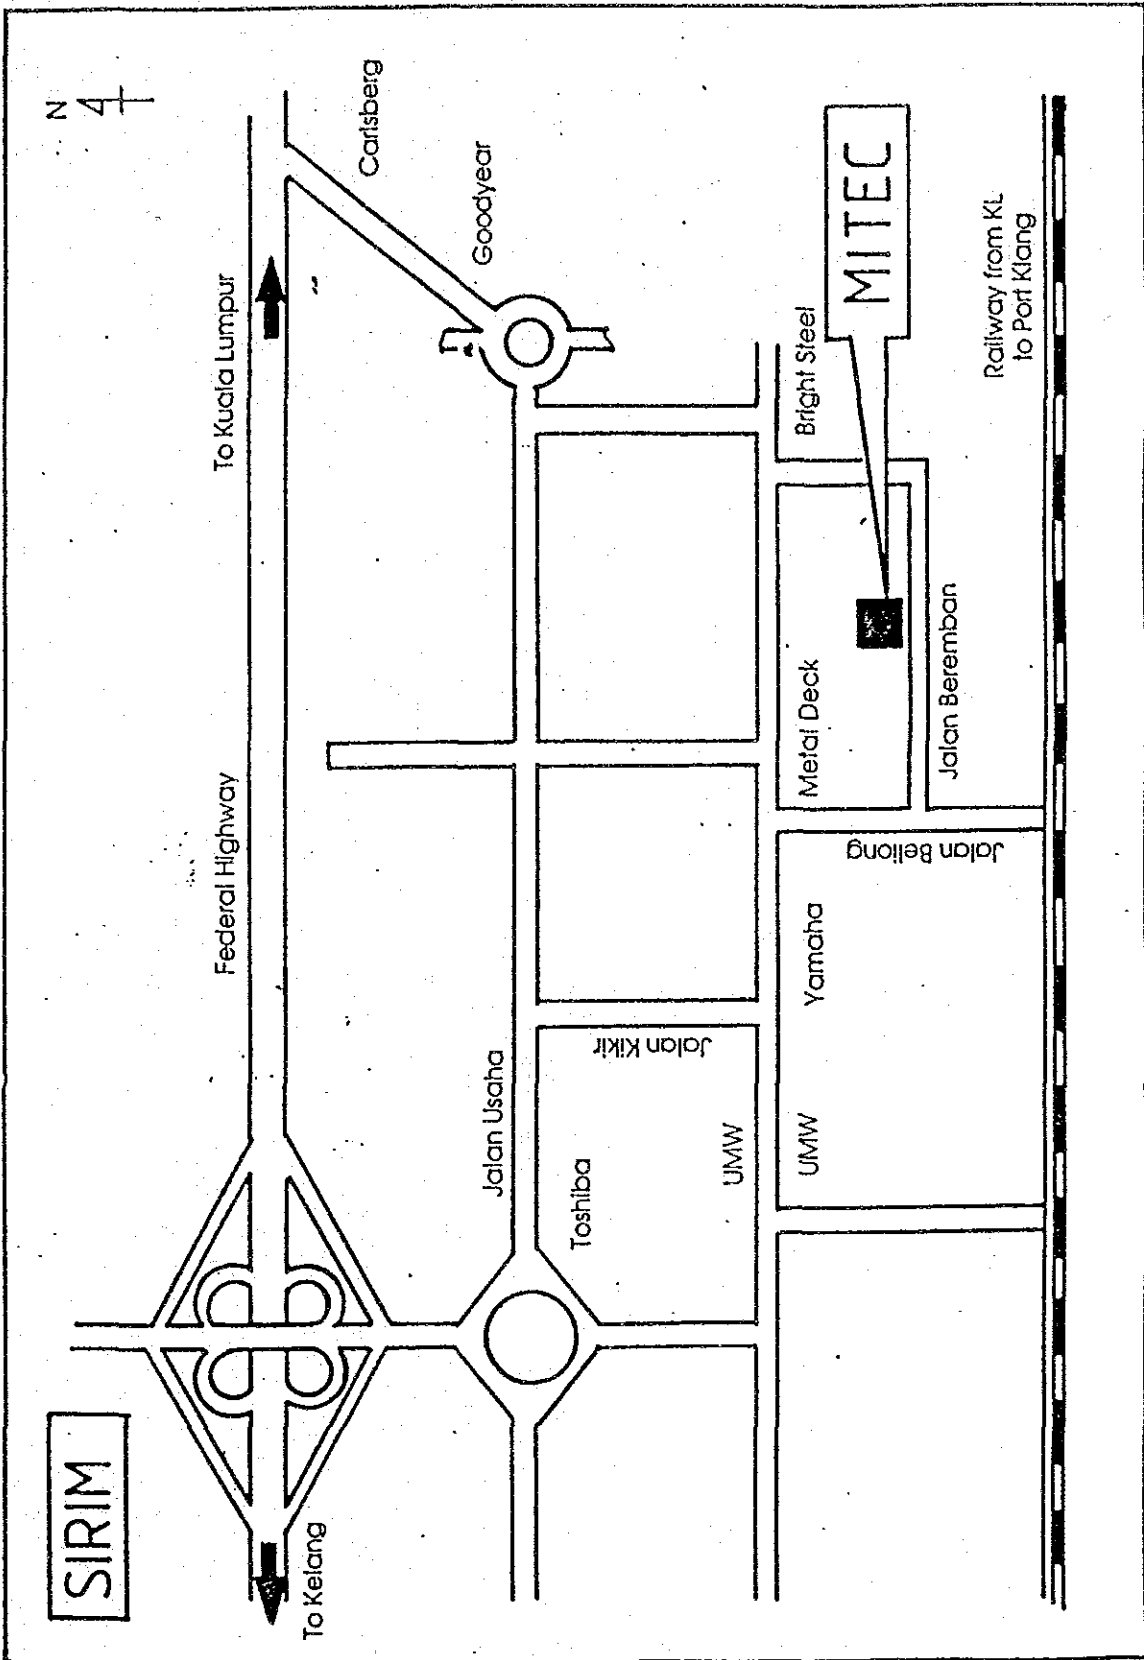 SIRIM
N
To Kelang
Federal Highway
To Kuala Lumpur
Carlsberg
Goodyear
Jalan Usaha
Toshiba
Jalan Kikir
UMW
UMW
Yamaha
Metal Deck
Bright Steel
MITEC
Jalan Beliong
Jalan Beremban
Railway from KL
to Port Klang